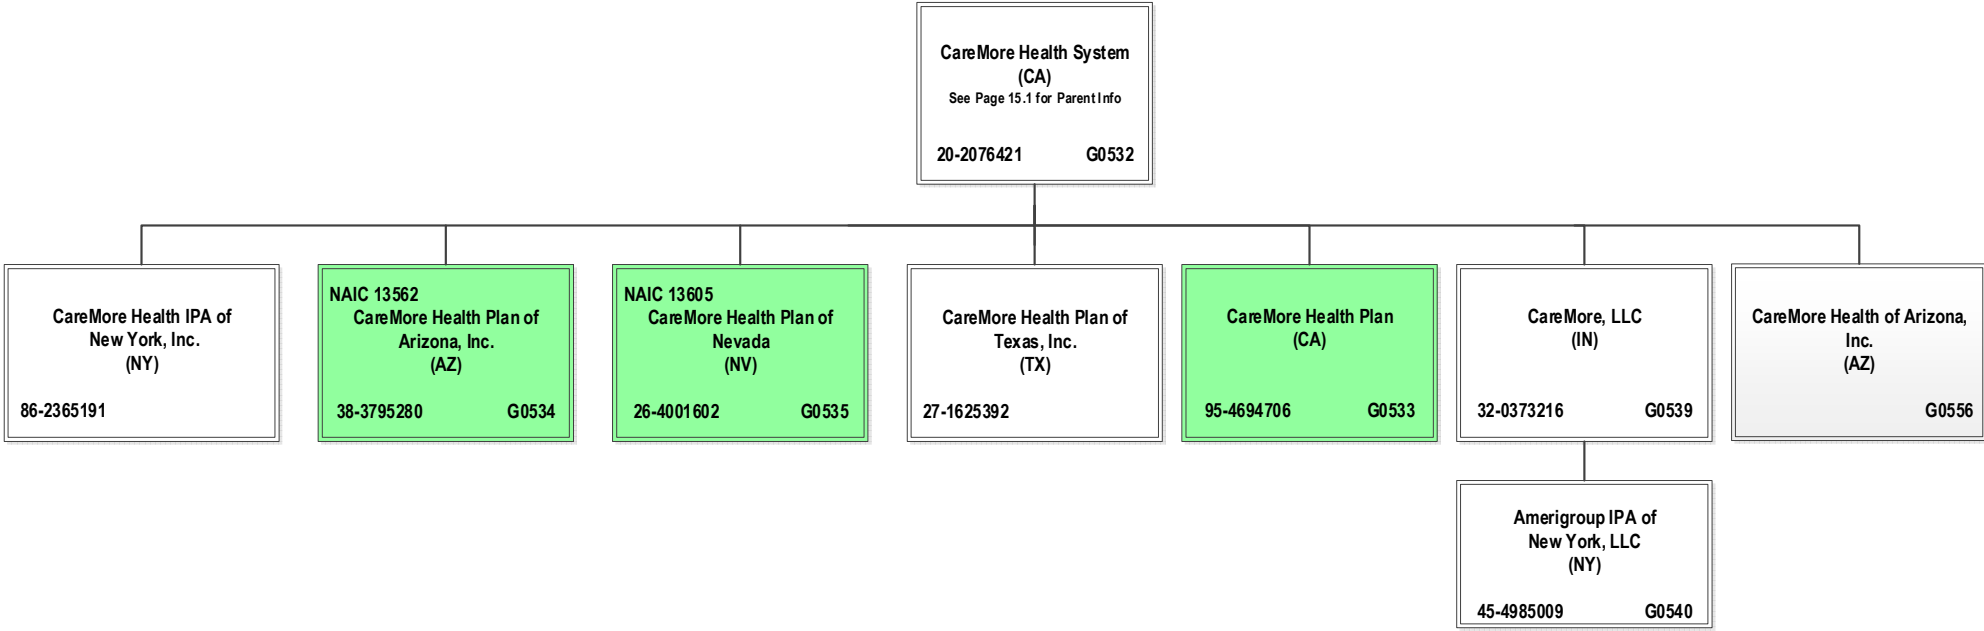 CareMore Health System
(CA)
See Page 15.1 for Parent Info
20-2076421 G0532
CareMore Health IPA of
New York, Inc.
(NY)
86-2365191
NAIC 13562
CareMore Health Plan of
Arizona, Inc.
(AZ)
38-3795280 G0534
NAIC 13605
CareMore Health Plan of
Nevada
(NV)
26-4001602 G0535
CareMore Health Plan of
Texas, Inc.
(TX)
27-1625392
CareMore Health Plan
(CA)
95-4694706 G0533
CareMore, LLC
(IN)
32-0373216 G0539
CareMore Health of Arizona,
Inc.
(AZ)
G0556
Amerigroup IPA of
New York, LLC
(NY)
45-4985009 G0540